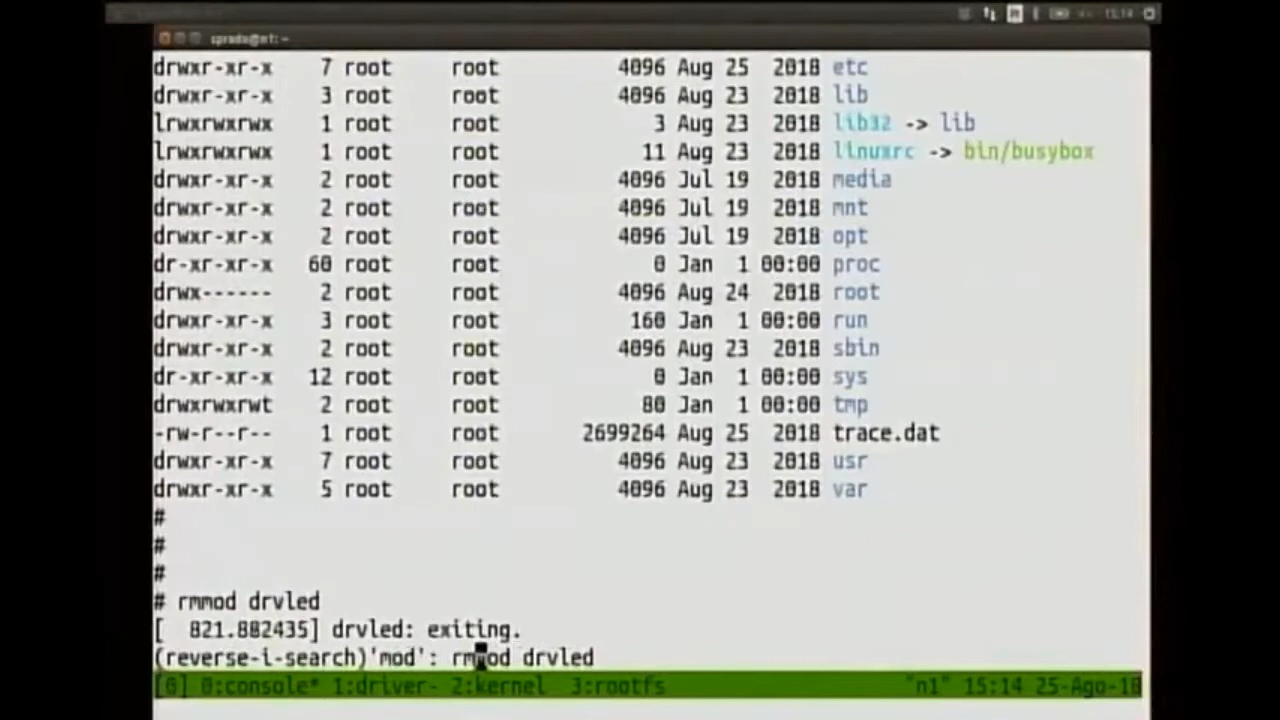 sprado@n1: ~
drwxr-xr-x 7 root root 4096 Aug 25 2018 etc
drwxr-xr-x 3 root root 4096 Aug 23 2018 lib
lrwxrwxrwx 1 root root 3 Aug 23 2018 lib32 -> lib
lrwxrwxrwx 1 root root 11 Aug 23 2018 linuxrc -> bin/busybox
drwxr-xr-x 2 root root 4096 Jul 19 2018 media
drwxr-xr-x 2 root root 4096 Jul 19 2018 mnt
drwxr-xr-x 2 root root 4096 Jul 19 2018 opt
dr-xr-xr-x 60 root root 0 Jan 1 00:00 proc
drwx------ 2 root root 4096 Aug 24 2018 root
drwxr-xr-x 3 root root 160 Jan 1 00:00 run
drwxr-xr-x 2 root root 4096 Aug 23 2018 sbin
dr-xr-xr-x 12 root root 0 Jan 1 00:00 sys
drwxrwxrwt 2 root root 80 Jan 1 00:00 tmp
-rw-r--r-- 1 root root 2699264 Aug 25 2018 trace.dat
drwxr-xr-x 7 root root 4096 Aug 23 2018 usr
drwxr-xr-x 5 root root 4096 Aug 23 2018 var
#
#
#
# rmmod drvled
[ 821.882435] drvled: exiting.
(reverse-i-search)'mod': rmmod drvled
[0] 0:console* 1:driver- 2:kernel 3:rootfs "n1" 15:14 25-Ago-18